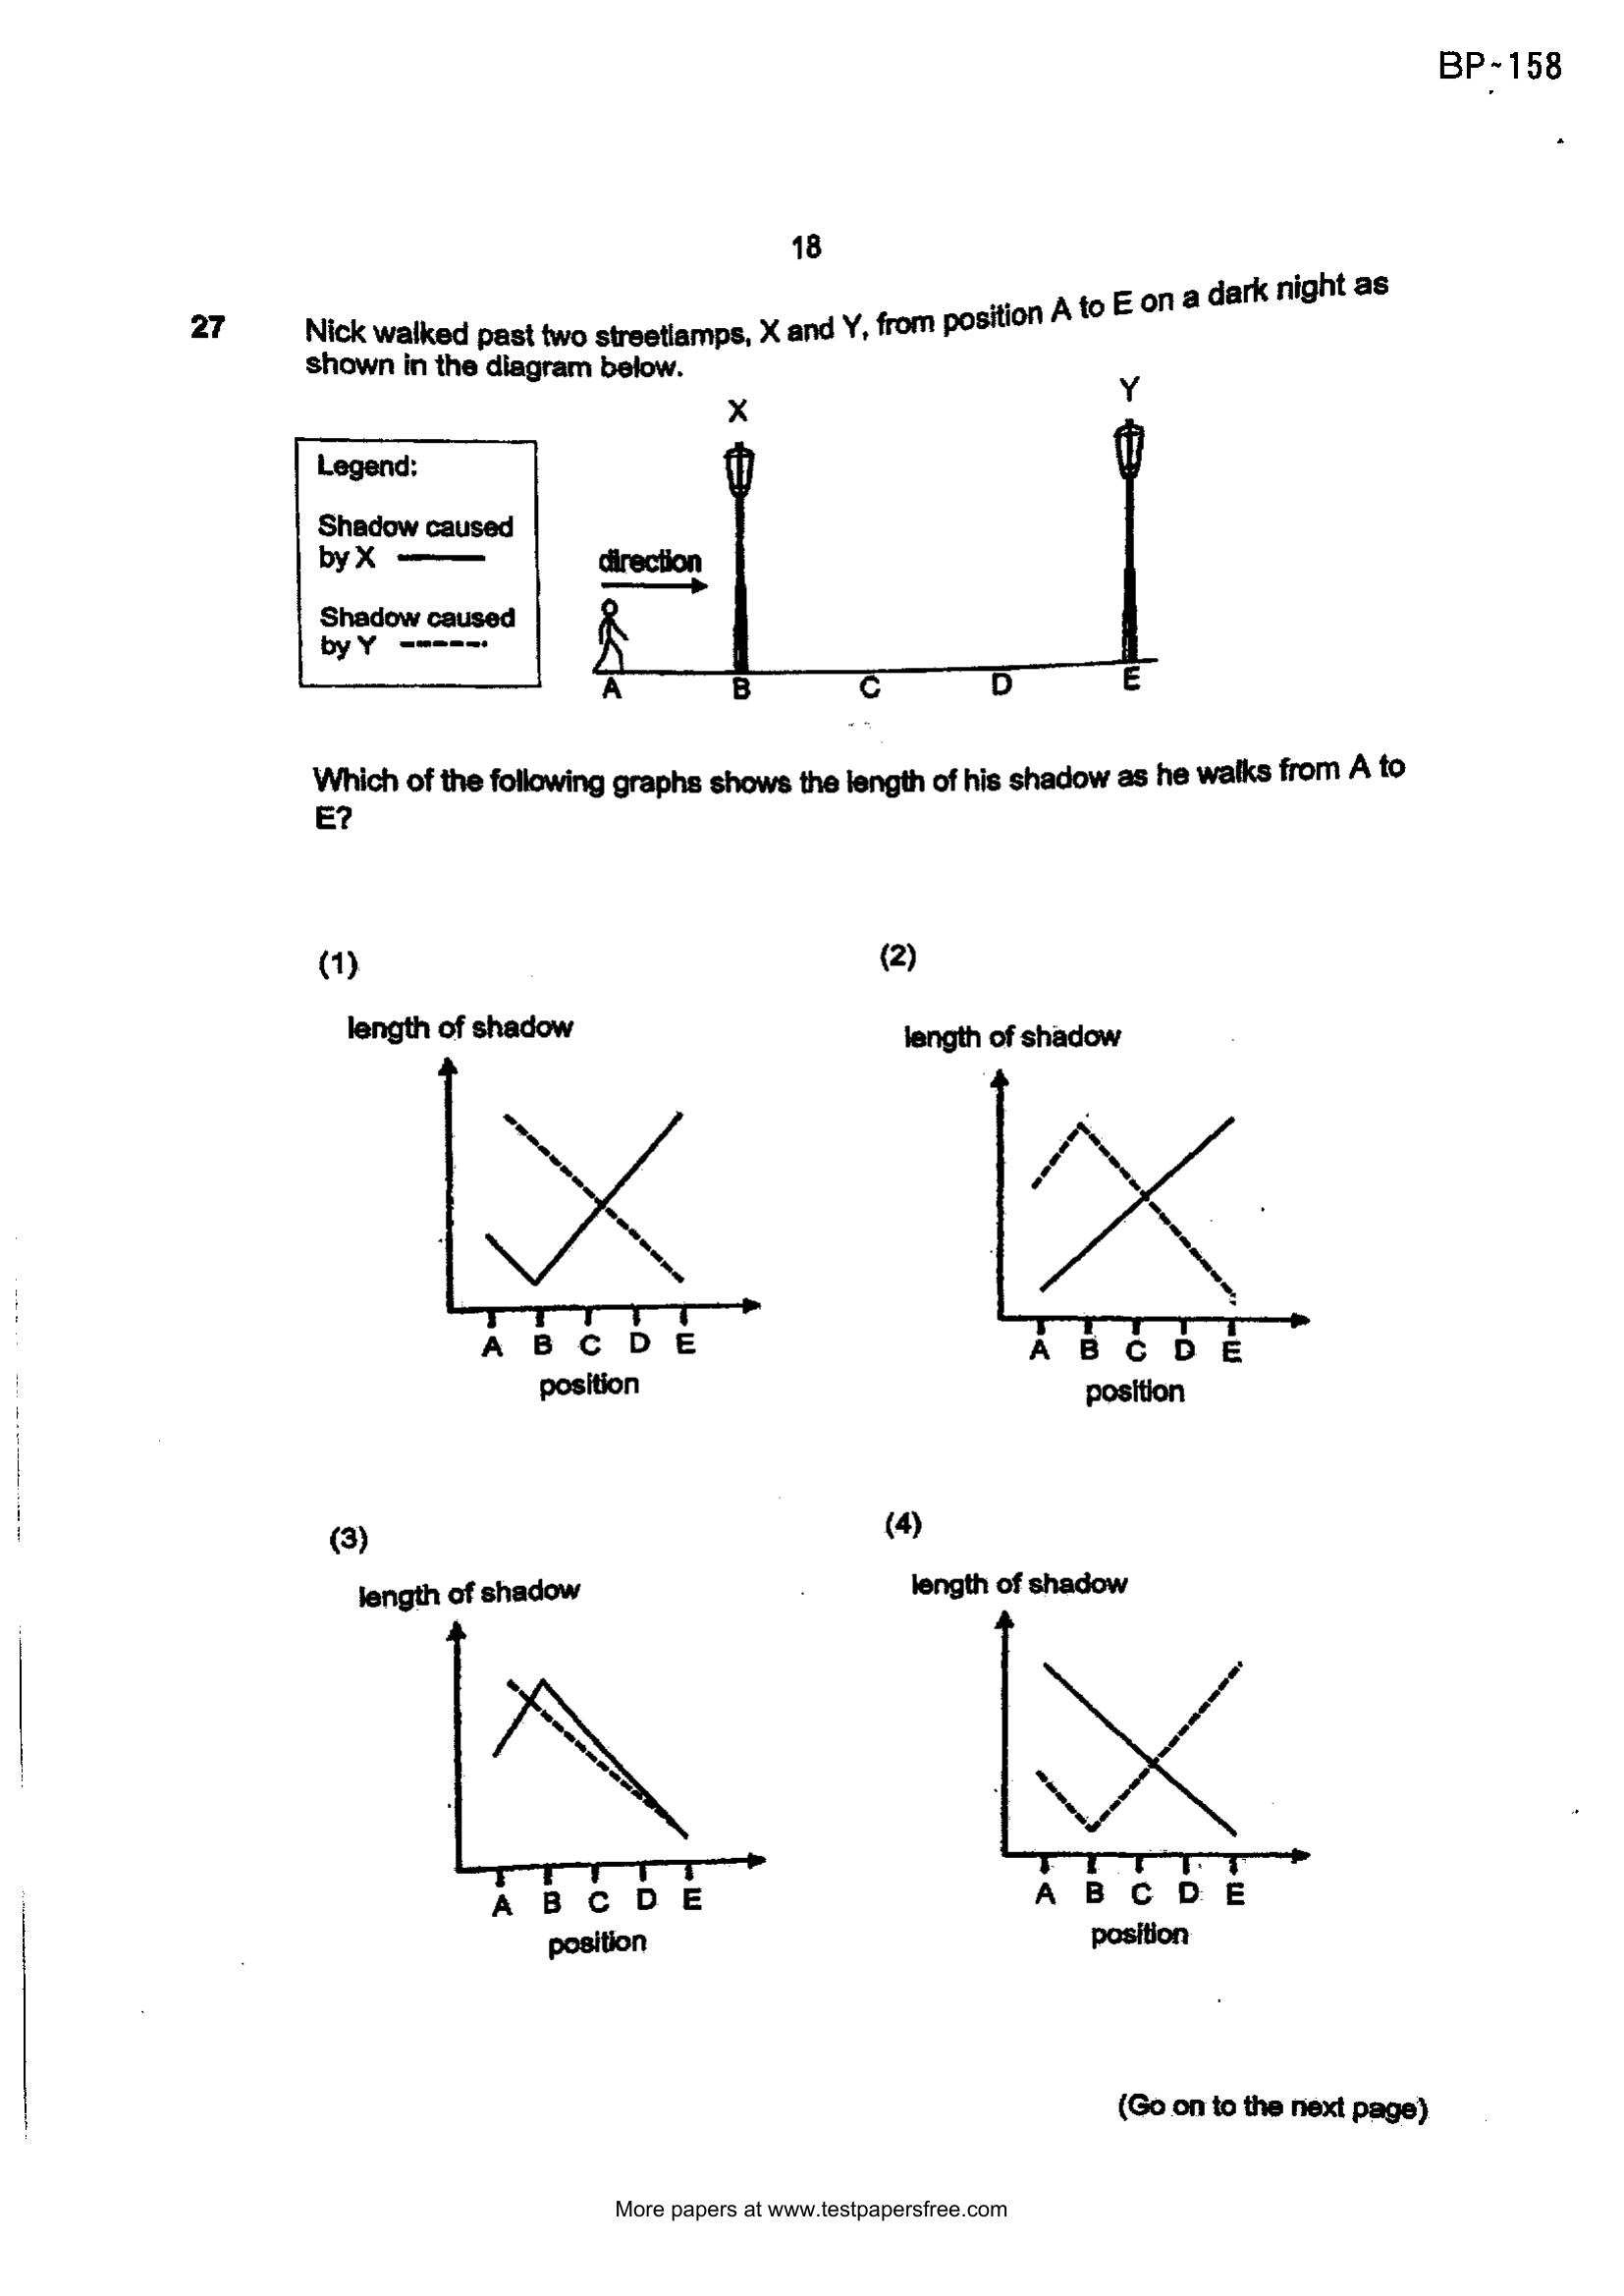 BP-158
18
27 Nick walked past two streetlamps, X and Y, from position A to E on a dark night as
shown in the diagram below.
X
Y
Legend:
Shadow caused
by X
Shadow caused
by Y
direction
A B C D E
Which of the following graphs shows the length of his shadow as he walks from A to
E?
(1)
length of shadow
A B C D E
position
(2)
length of shadow
A B C D E
position
(3)
length of shadow
A B C D E
position
(4)
length of shadow
A B C D E
position
(Go on to the next page)
More papers at www.testpapersfree.com